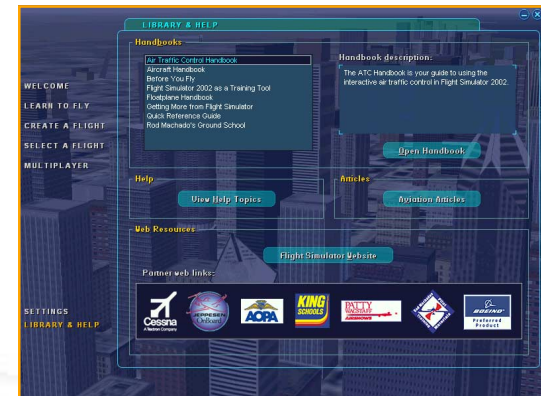 LIBRARY & HELP
Handbooks
Air Traffic Control Handbook
Aircraft Handbook
Before You Fly
Flight Simulator 2002 as a Training Tool
Floatplane Handbook
Getting More from Flight Simulator
Quick Reference Guide
Rod Machado's Ground School
Handbook description:
The ATC Handbook is your guide to using the
interactive air traffic control in Flight Simulator 2002.
Open Handbook
WELCOME
LEARN TO FLY
CREATE A FLIGHT
SELECT A FLIGHT
MULTIPLAYER
Help
View Help Topics
Articles
Aviation Articles
Web Resources
Flight Simulator Website
Partner web links:
Cessna
A Textron Company
JEPPESEN
OnBoard
AOPA
KING
SCHOOLS
PATTY
WAGSTAFF
AIRSHOWS
BOEING
Preferred
Product
SETTINGS
LIBRARY & HELP